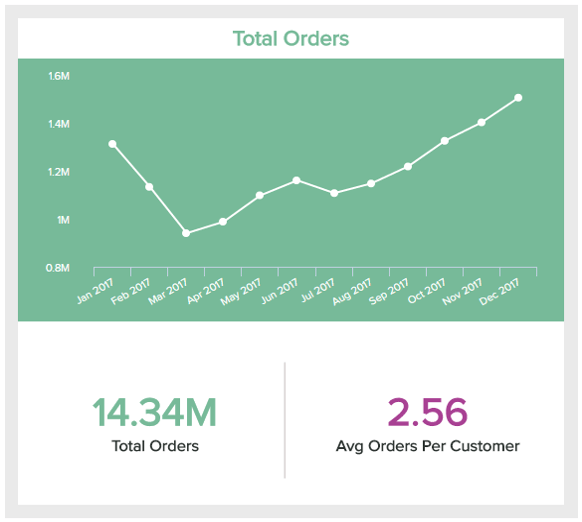 Total Orders
1.6M
1.4M
1.2M
1M
0.8M
Jan 2017 Feb 2017 Mar 2017 Apr 2017 May 2017 Jun 2017 Jul 2017 Aug 2017 Sep 2017 Oct 2017 Nov 2017 Dec 2017
14.34M
Total Orders
2.56
Avg Orders Per Customer